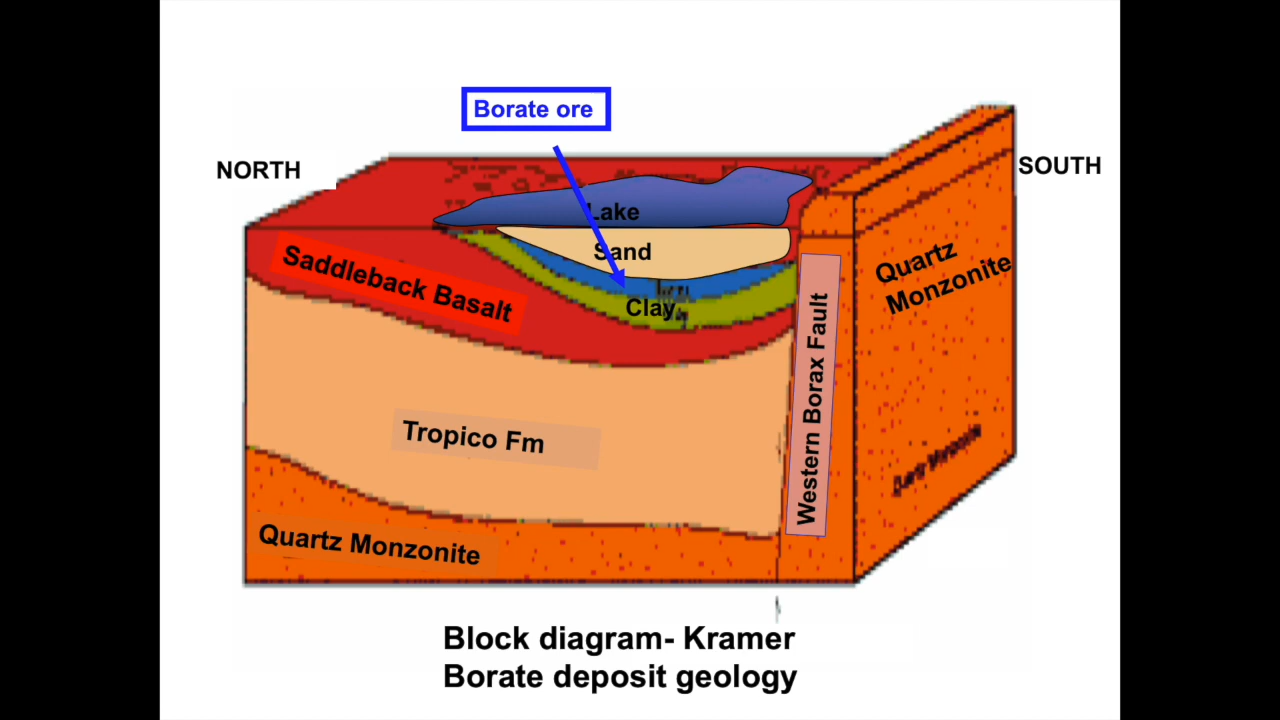 Borate ore
NORTH
SOUTH
Lake
Sand
Saddleback Basalt
Clay
Quartz
Monzonite
Western Borax Fault
Tropico Fm
Quartz Monzonite
Block diagram- Kramer
Borate deposit geology